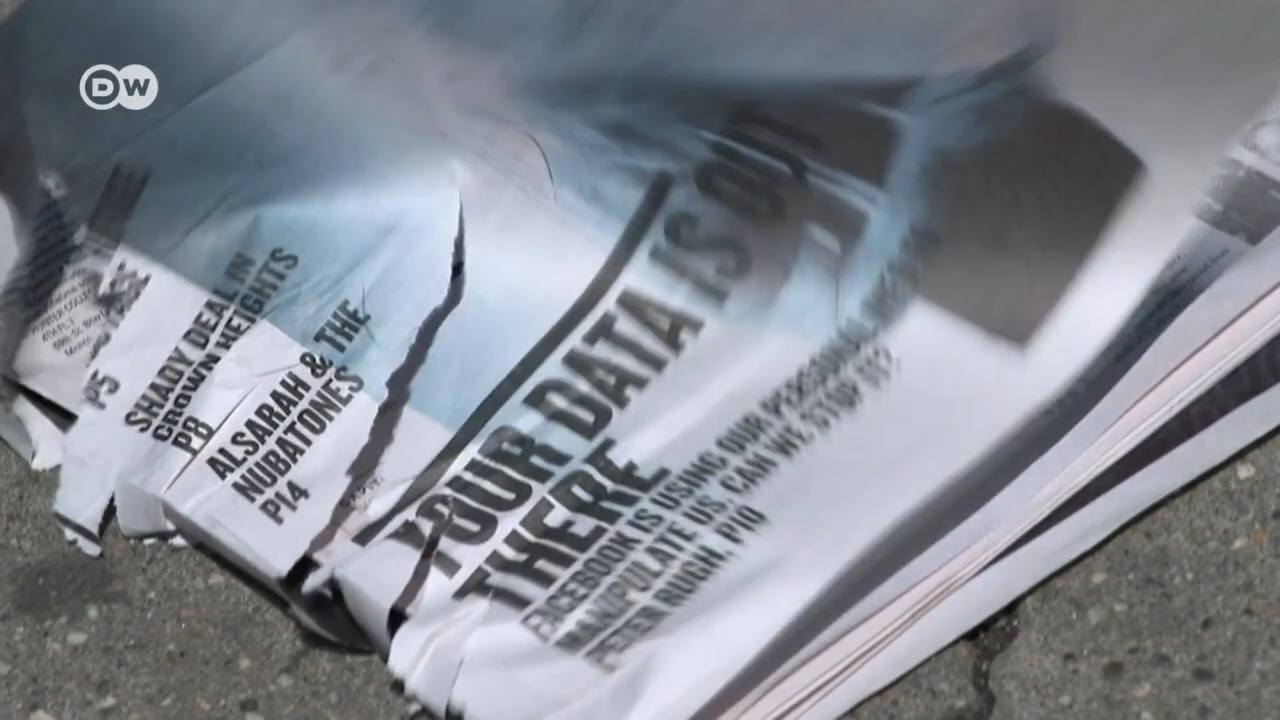 DW
P5
SHADY DEAL IN
CROWN HEIGHTS
P8
ALSARAH & THE
NUBATONES
P14
YOUR DATA IS OUT
THERE
FACEBOOK IS USING OUR PERSONAL
MANIPULATE US. CAN WE STOP IT?
PETER RUGH, P10